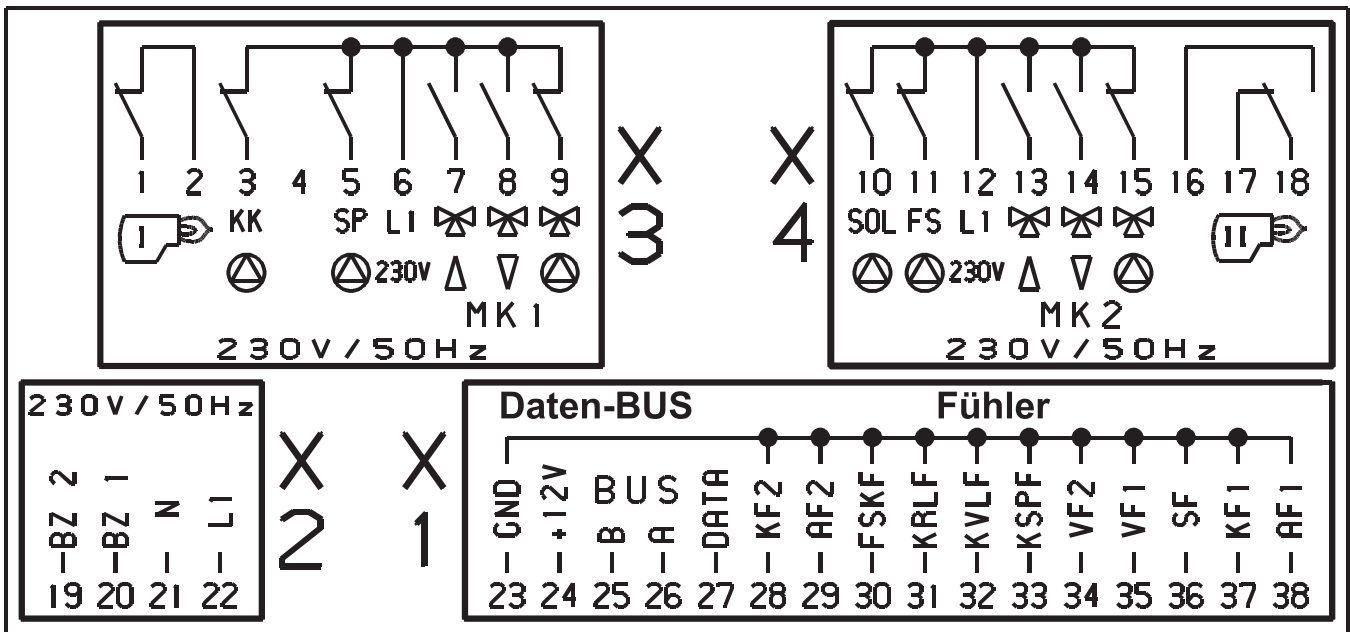 1 2 3 4 5 6 7 8 9
I KK SP L1
230V
MK1
230V/50Hz
X3
X4
10 11 12 13 14 15 16 17 18
SOL FS L1 II
230V
MK2
230V/50Hz
230V/50Hz
BZ 2
BZ 1
N
L1
19 20 21 22
X2
X1
Daten-BUS Fühler
GND
+12V
BUS
B
A
DATA
KF2
AF2
FSKF
KRLF
KVLF
KSPF
VF2
VF1
SF
KF1
AF1
23 24 25 26 27 28 29 30 31 32 33 34 35 36 37 38